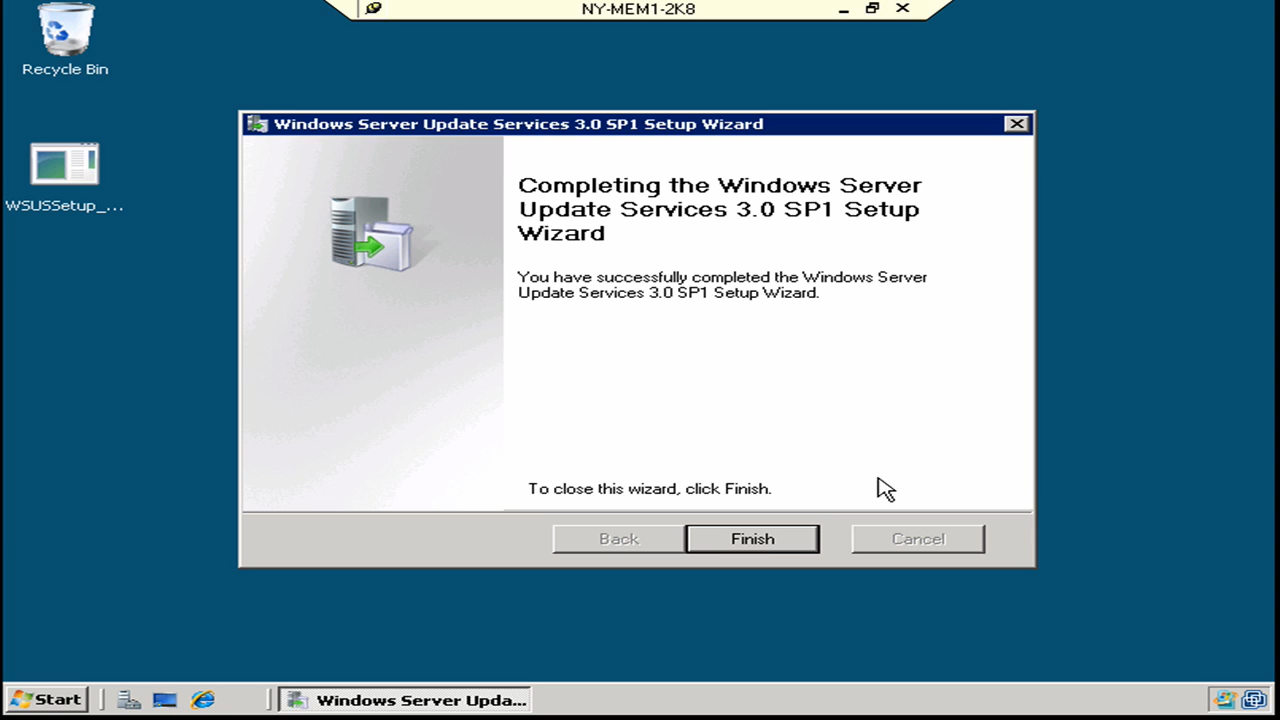 NY-MEM1-2K8
Recycle Bin
WSUSSetup_...
Windows Server Update Services 3.0 SP1 Setup Wizard
Completing the Windows Server
Update Services 3.0 SP1 Setup
Wizard
You have successfully completed the Windows Server
Update Services 3.0 SP1 Setup Wizard.
To close this wizard, click Finish.
Back
Finish
Cancel
Start
Windows Server Upda...